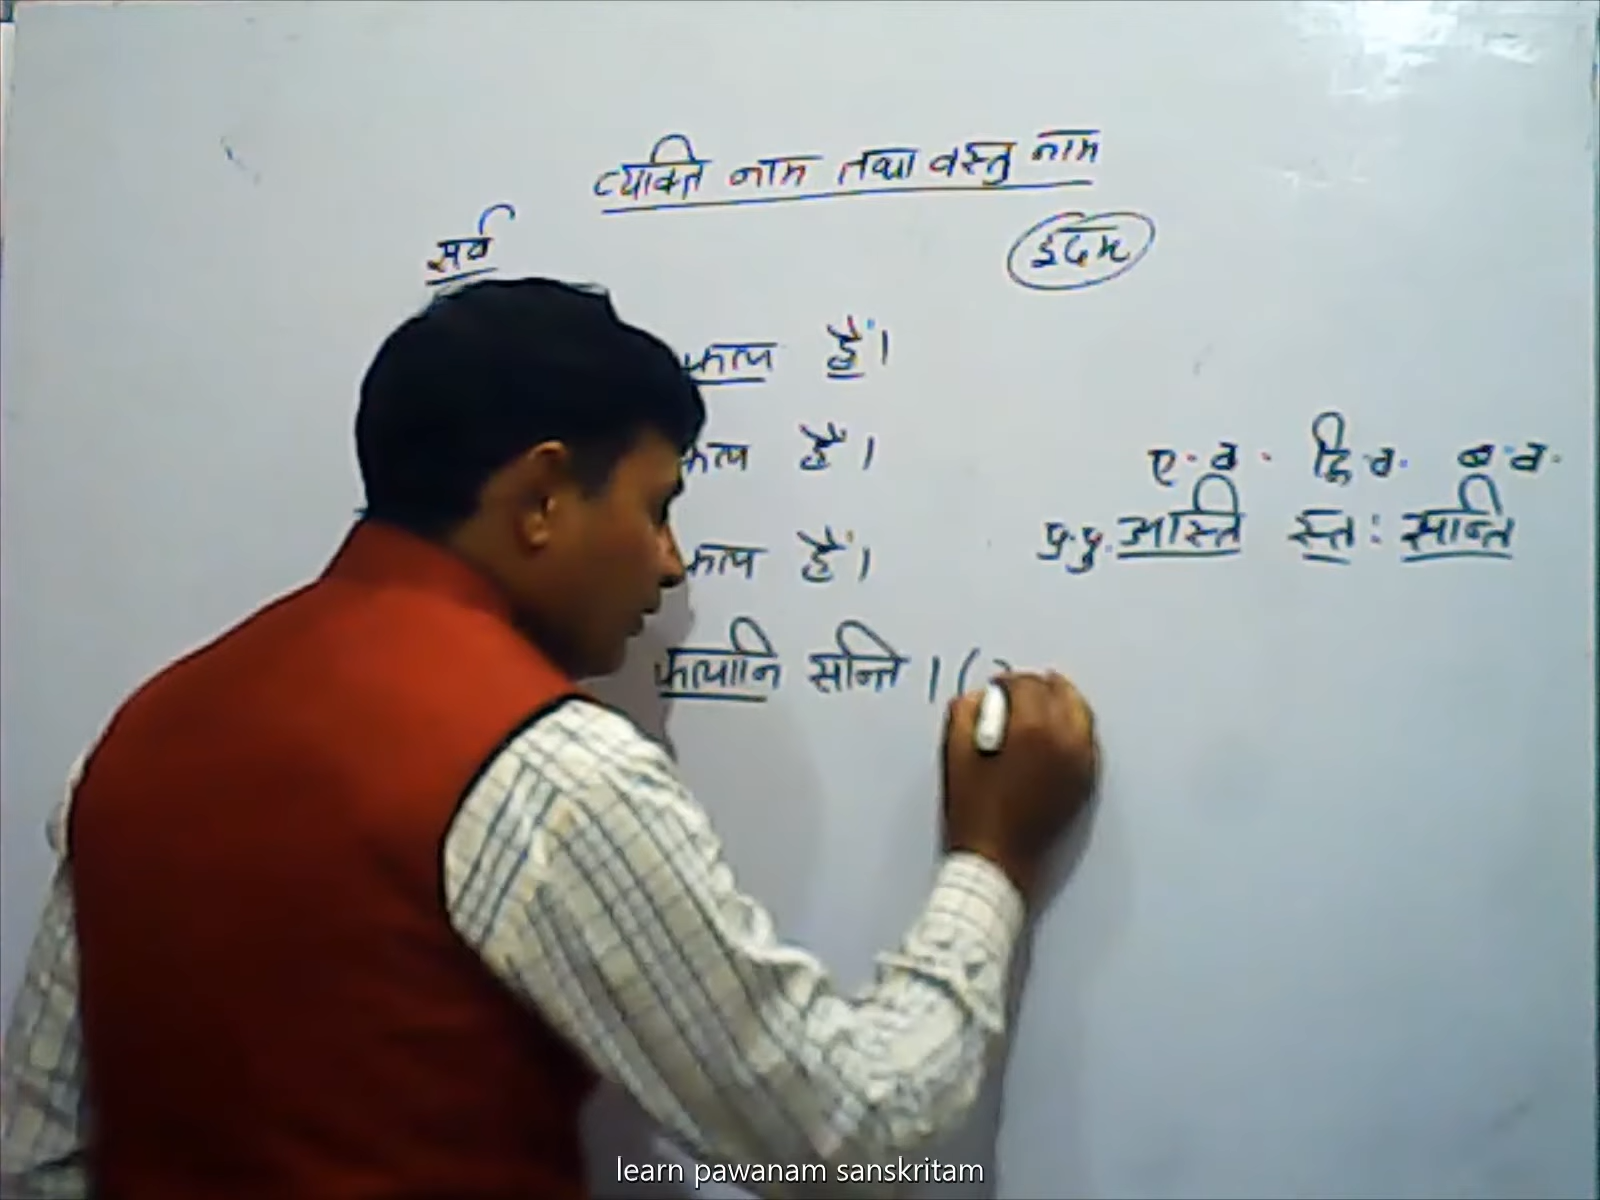 व्यक्ति नाम तथा वस्तु नाम
सर्व
इदम्
फल हैं।
फल हैं।
ए.व. द्वि.व. ब.व.
प्र.पु. अस्ति स्तः सन्ति
फल हैं।
फलानि सन्ति । (
learn pawanam sanskritam